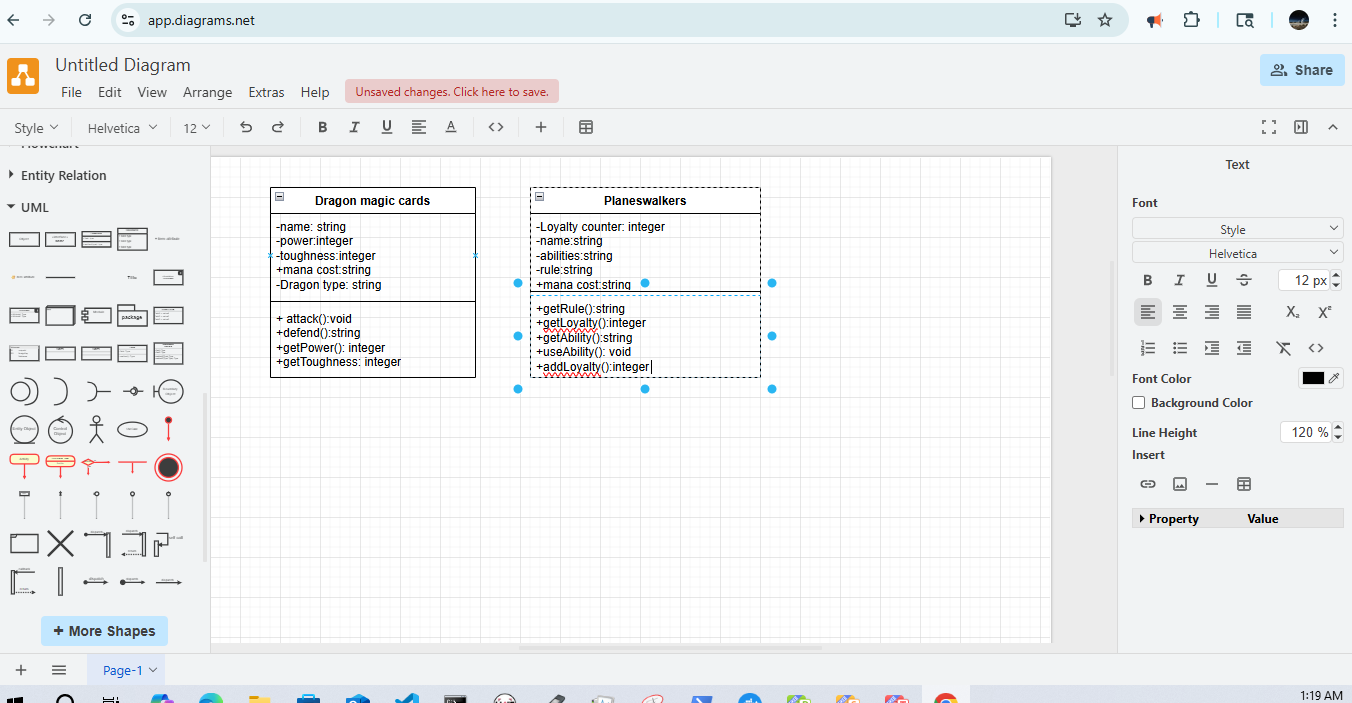 app.diagrams.net
Untitled Diagram
File Edit View Arrange Extras Help
Unsaved changes. Click here to save.
Share
Style
Helvetica
12
B I U A
Flowchart
Entity Relation
UML
Title
package
+ More Shapes
Dragon magic cards
-name: string
-power:integer
-toughness:integer
+mana cost:string
-Dragon type: string
+ attack():void
+defend():string
+getPower(): integer
+getToughness: integer
Planeswalkers
-Loyalty counter: integer
-name:string
-abilities:string
-rule:string
+mana cost:string
+getRule():string
+getLoyalty():integer
+getAbility():string
+useAbility(): void
+addLoyalty():integer
Text
Font
Style
Helvetica
B I U S 12 px
X₂ X²
Font Color
Background Color
Line Height 120 %
Insert
Property Value
Page-1
1:19 AM